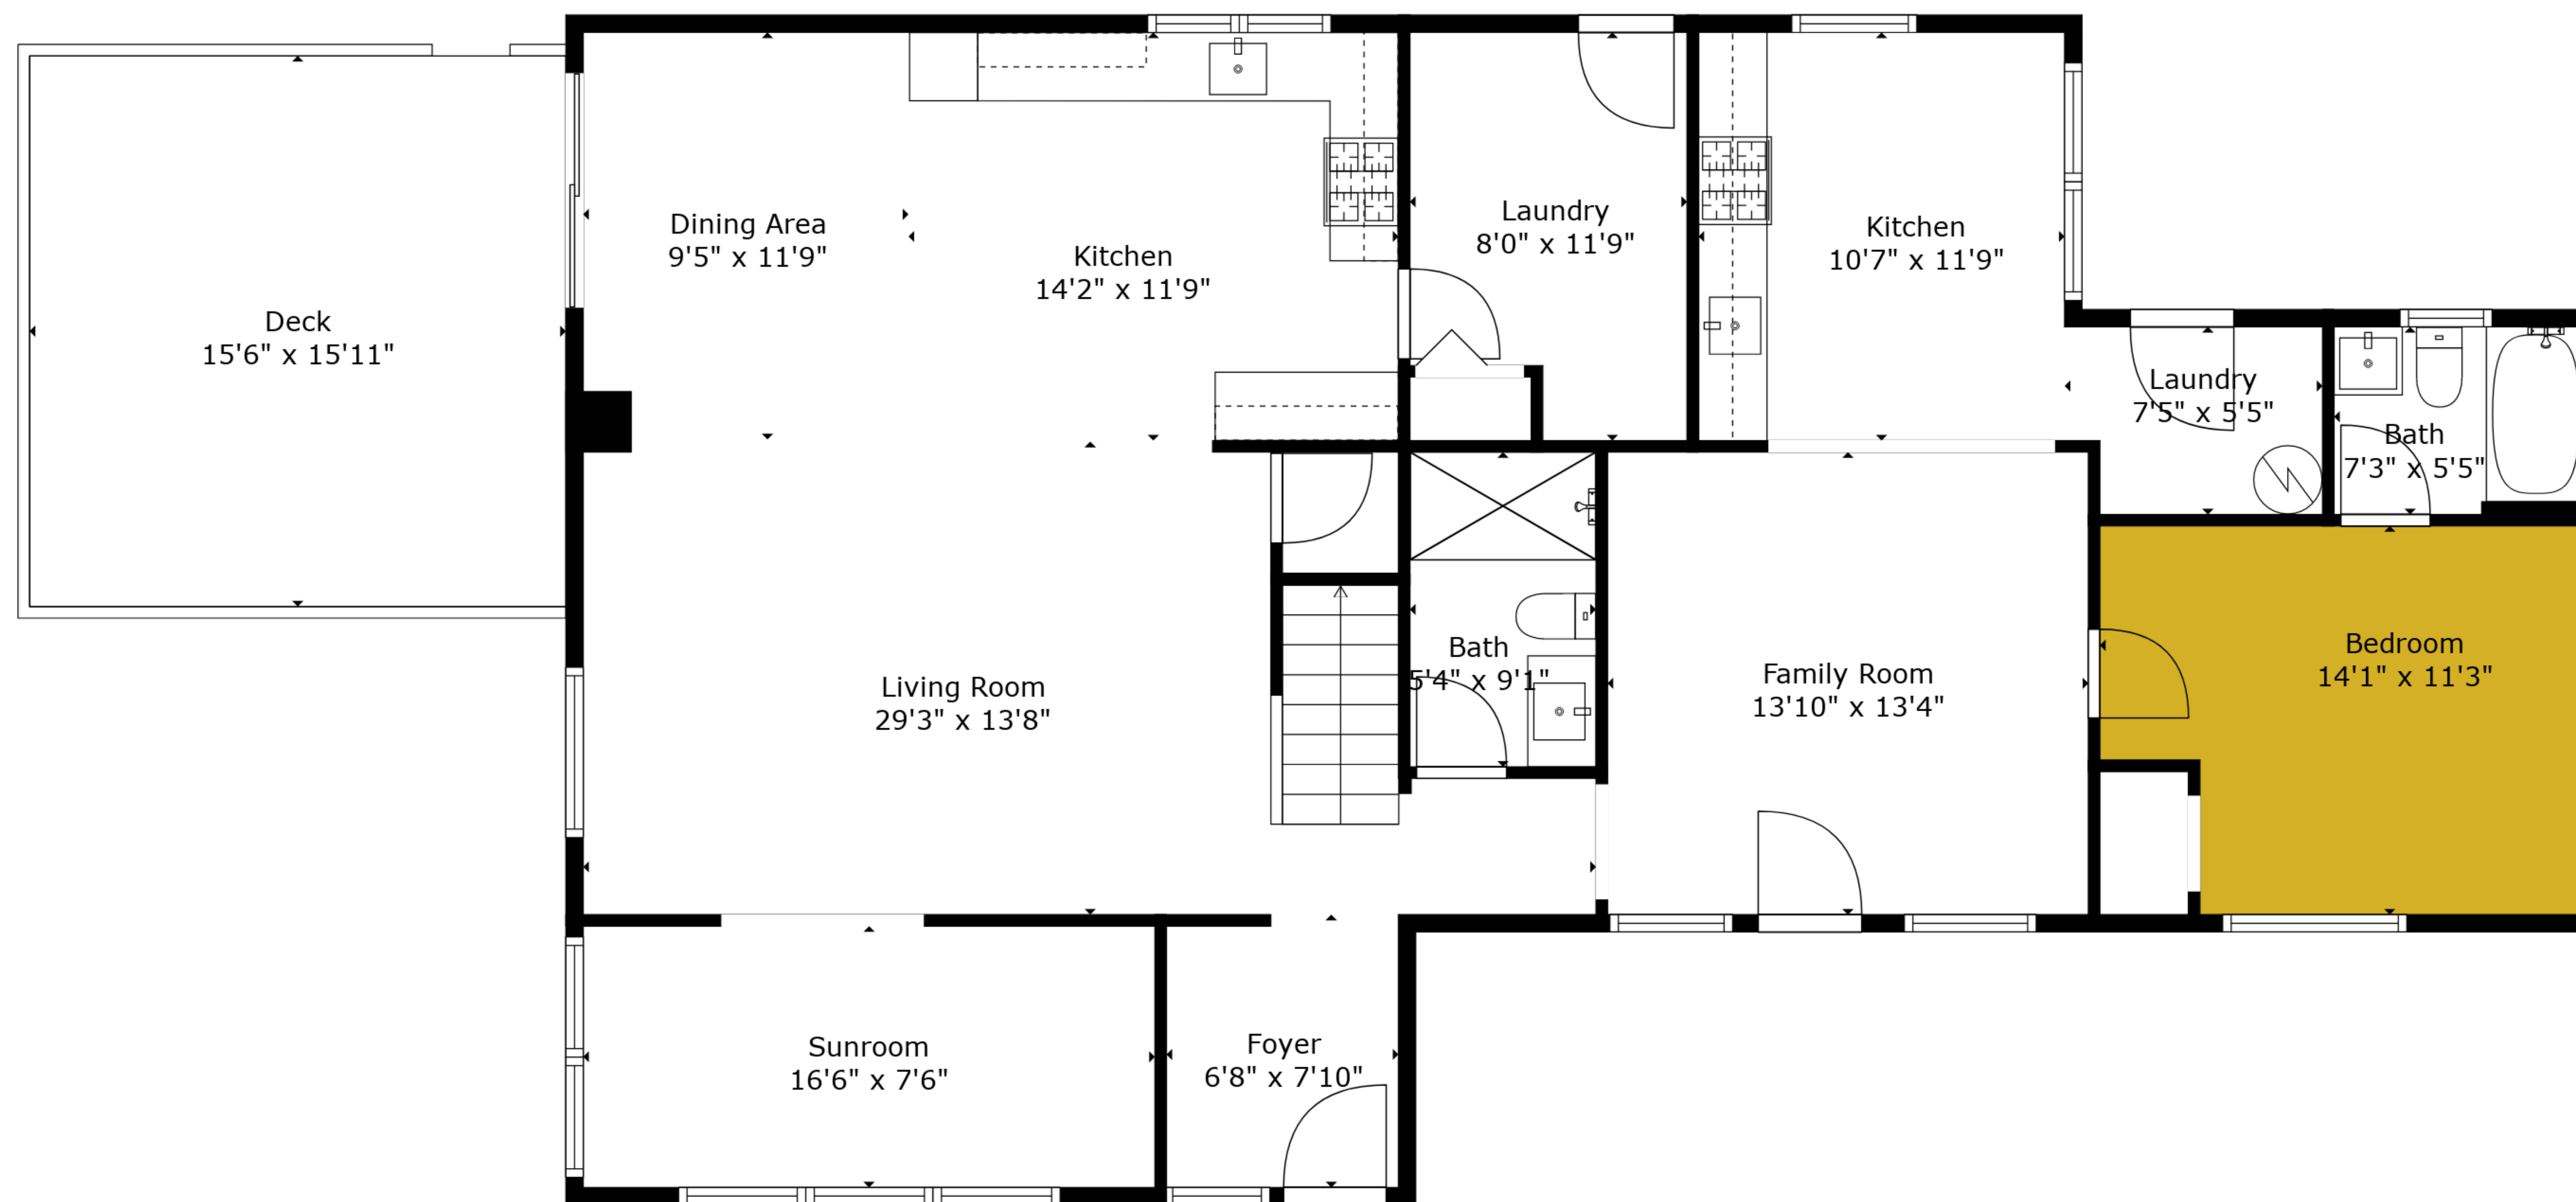 Deck
15'6" x 15'11"
Dining Area
9'5" x 11'9"
Kitchen
14'2" x 11'9"
Laundry
8'0" x 11'9"
Kitchen
10'7" x 11'9"
Laundry
7'5" x 5'5"
Bath
7'3" x 5'5"
Living Room
29'3" x 13'8"
Bath
5'4" x 9'1"
Family Room
13'10" x 13'4"
Bedroom
14'1" x 11'3"
Sunroom
16'6" x 7'6"
Foyer
6'8" x 7'10"